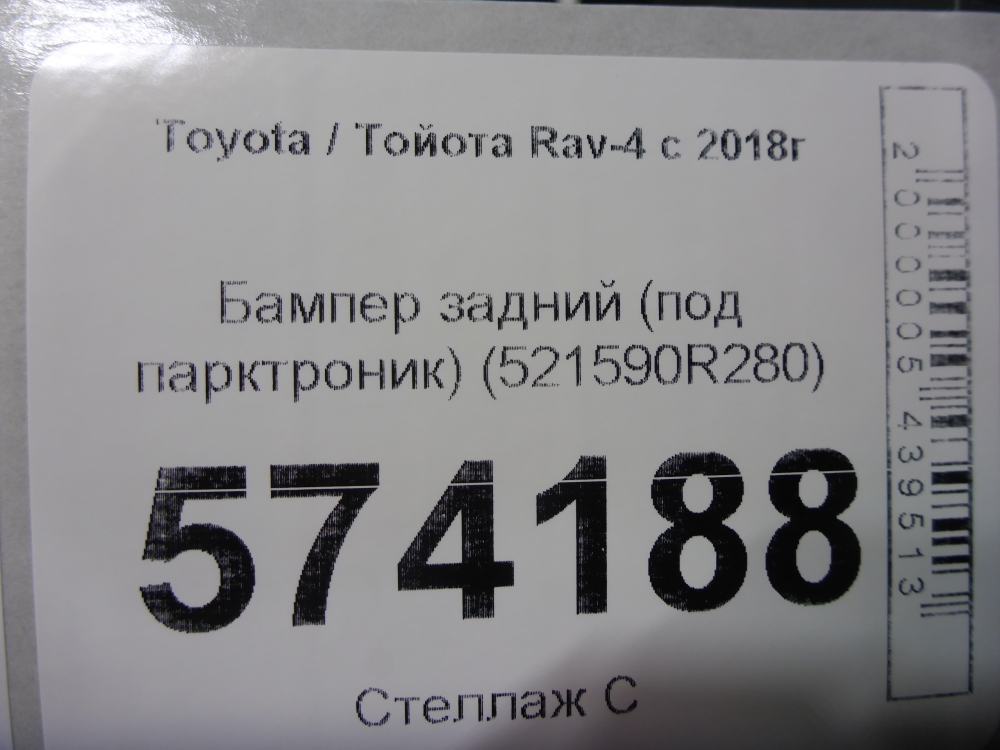 Toyota / Тойота Rav-4 с 2018г
Бампер задний (под
парктроник) (521590R280)
574188
Стеллаж С
2000005439513